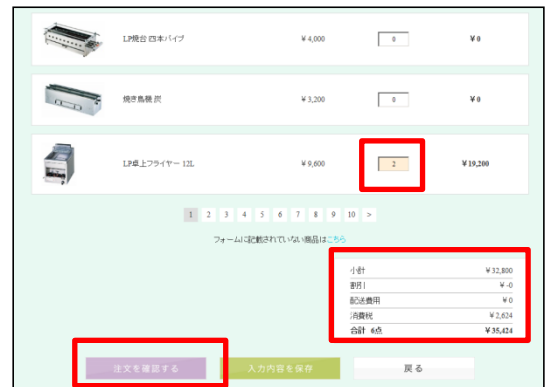 LP焼台 四本パイプ ￥4,000 0 ￥0
焼き鳥機 炭 ￥3,200 0 ￥0
LP卓上フライヤー 12L ￥9,600 2 ￥19,200
1 2 3 4 5 6 7 8 9 10 >
フォームに記載されていない商品はこちら
小計 ￥32,800
割引 ￥-0
配送費用 ￥0
消費税 ￥2,624
合計 6点 ￥35,424
注文を確認する 入力内容を保存 戻る